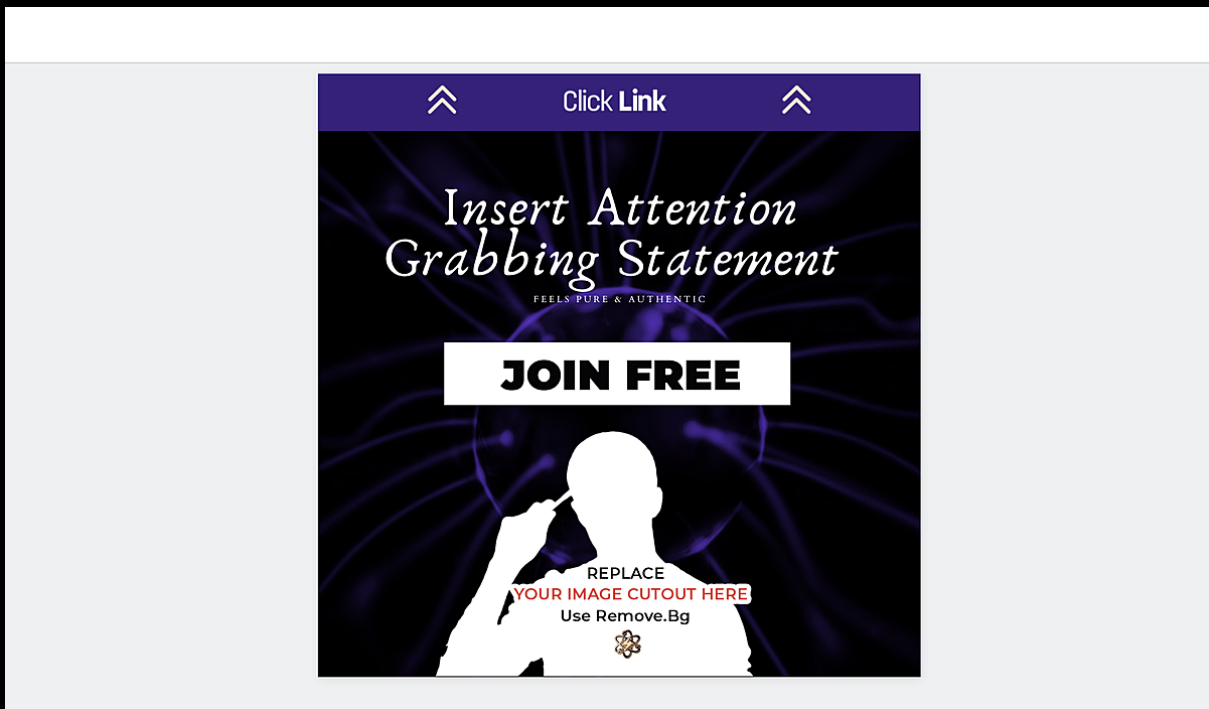 Click Link
Insert Attention
Grabbing Statement
FEELS PURE & AUTHENTIC
JOIN FREE
REPLACE
YOUR IMAGE CUTOUT HERE
Use Remove.Bg